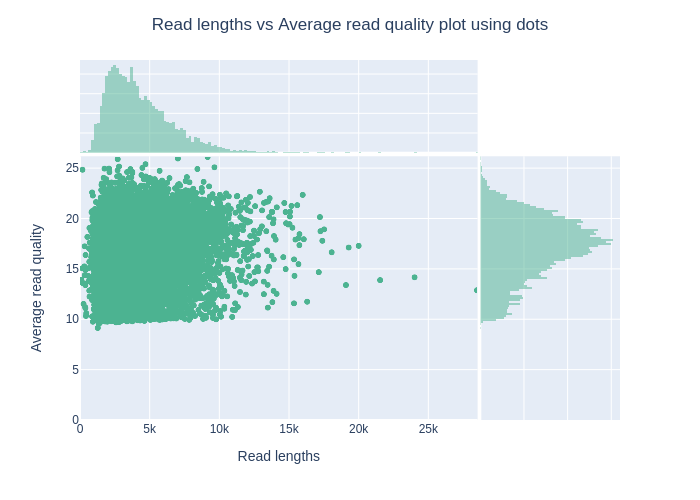 Read lengths vs Average read quality plot using dots
25
20
15
10
5
0
Average read quality
0 5k 10k 15k 20k 25k
Read lengths